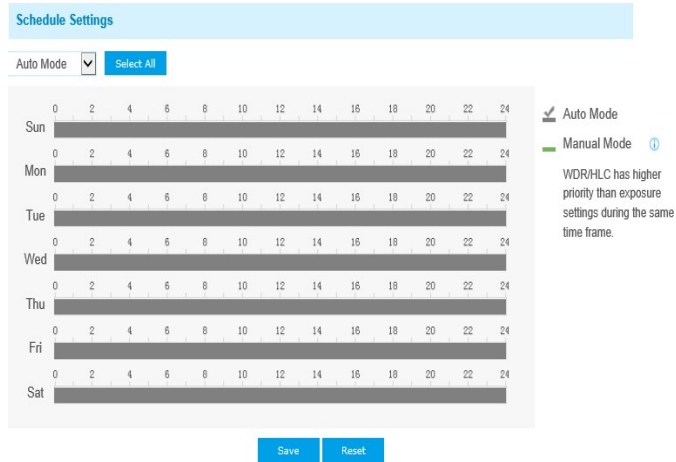 Schedule Settings
Auto Mode Select All
0 2 4 6 8 10 12 14 16 18 20 22 24
Sun
0 2 4 6 8 10 12 14 16 18 20 22 24
Mon
0 2 4 6 8 10 12 14 16 18 20 22 24
Tue
0 2 4 6 8 10 12 14 16 18 20 22 24
Wed
0 2 4 6 8 10 12 14 16 18 20 22 24
Thu
0 2 4 6 8 10 12 14 16 18 20 22 24
Fri
0 2 4 6 8 10 12 14 16 18 20 22 24
Sat
Auto Mode
Manual Mode
WDR/HLC has higher
priority than exposure
settings during the same
time frame.
Save Reset